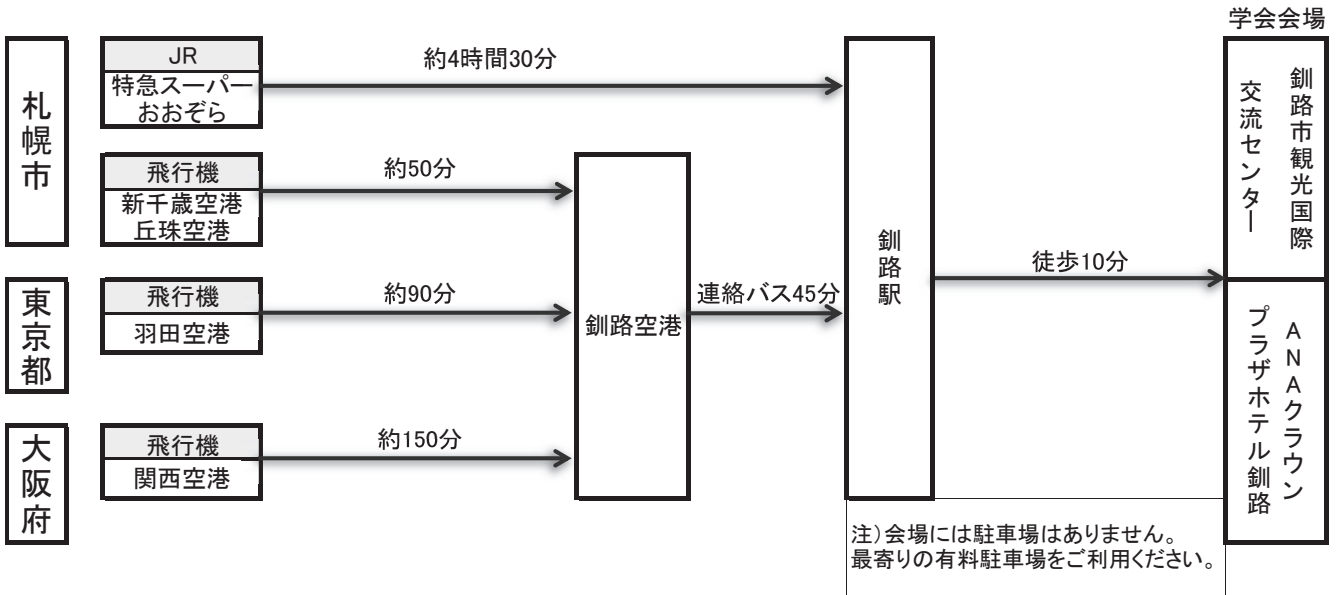 学会会場
札幌市
JR
特急スーパー
おおぞら
約4時間30分
飛行機
新千歳空港
丘珠空港
約50分
東京都
飛行機
羽田空港
約90分
大阪府
飛行機
関西空港
約150分
釧路空港
連絡バス45分
釧路駅
徒歩10分
釧路市観光国際
交流センター
ANAクラウン
プラザホテル釧路
注）会場には駐車場はありません。
最寄りの有料駐車場をご利用ください。